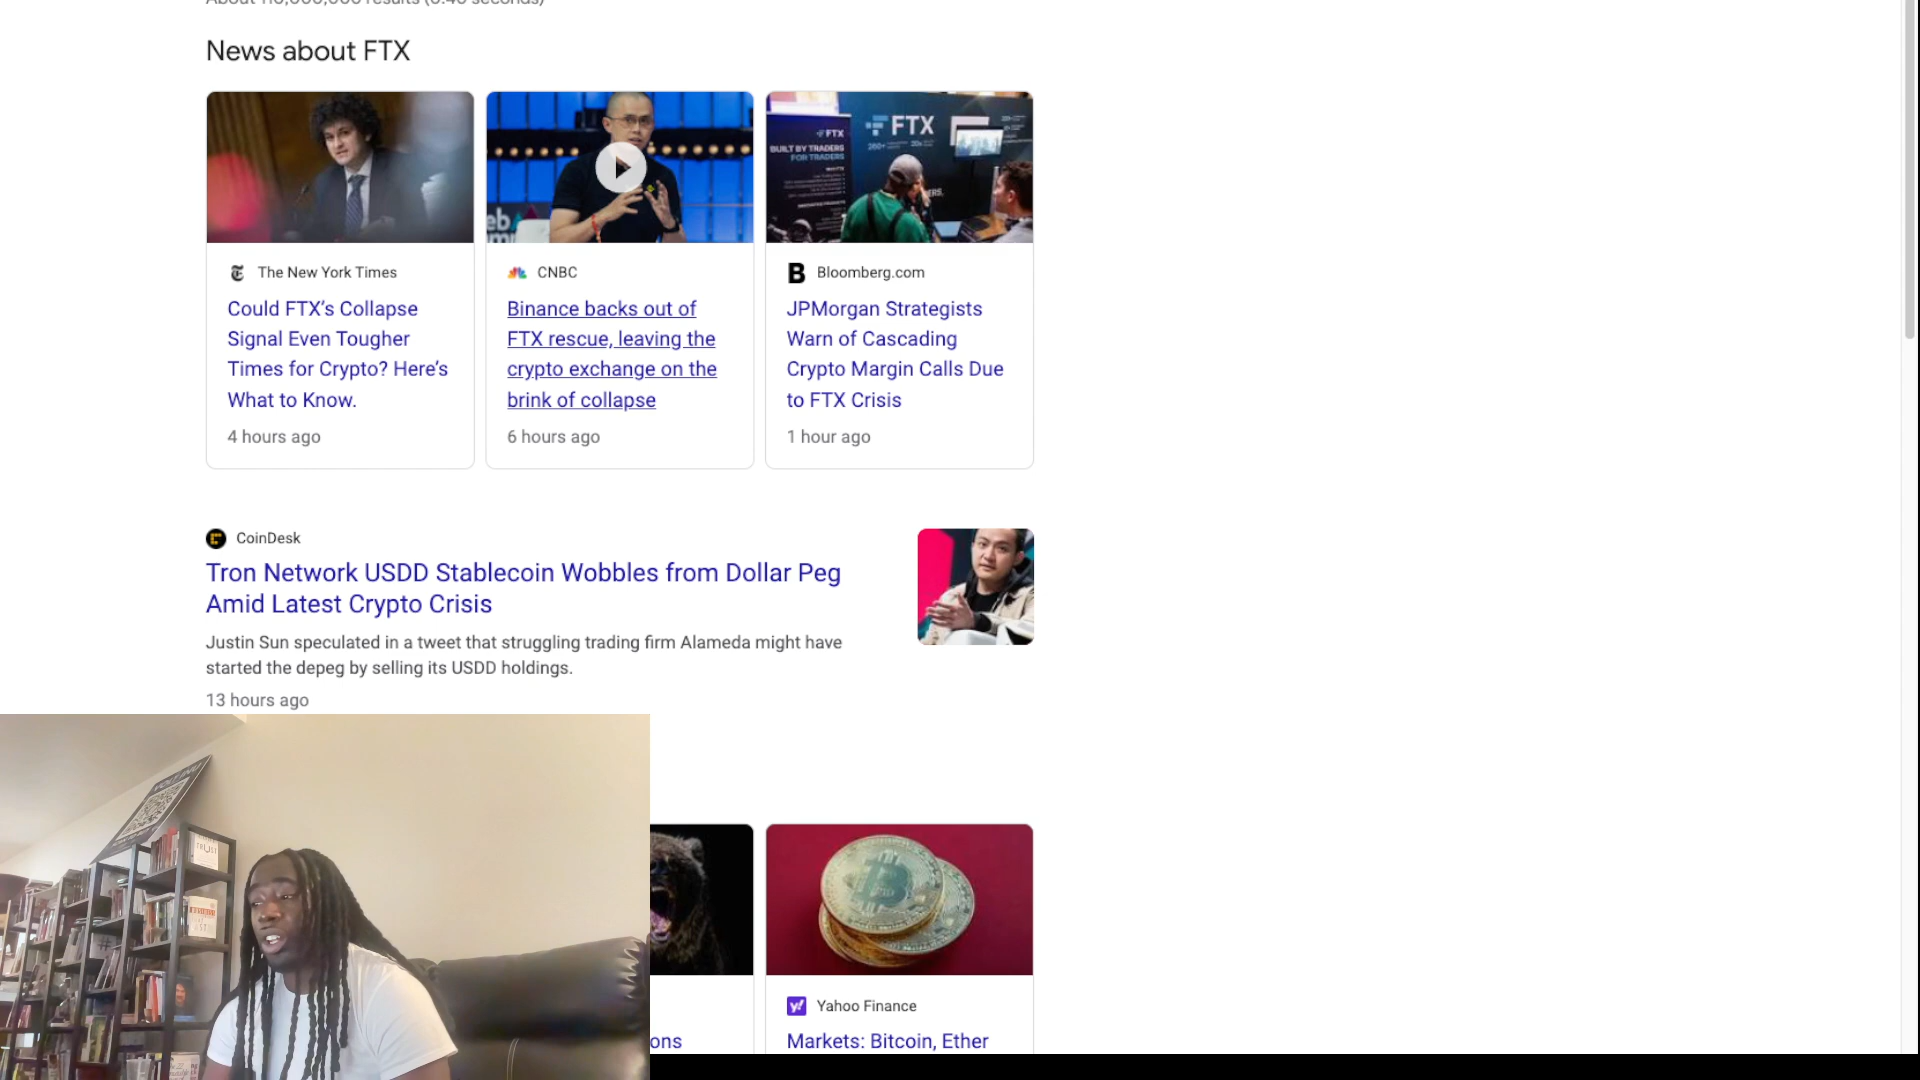 News about FTX
FTX
FTX
BUILT BY TRADERS
FOR TRADERS
The New York Times
Could FTX's Collapse
Signal Even Tougher
Times for Crypto? Here's
What to Know.
4 hours ago
CNBC
Binance backs out of
FTX rescue, leaving the
crypto exchange on the
brink of collapse
6 hours ago
B Bloomberg.com
JPMorgan Strategists
Warn of Cascading
Crypto Margin Calls Due
to FTX Crisis
1 hour ago
CoinDesk
Tron Network USDD Stablecoin Wobbles from Dollar Peg
Amid Latest Crypto Crisis
Justin Sun speculated in a tweet that struggling trading firm Alameda might have
started the depeg by selling its USDD holdings.
13 hours ago
y! Yahoo Finance
ons
Markets: Bitcoin, Ether